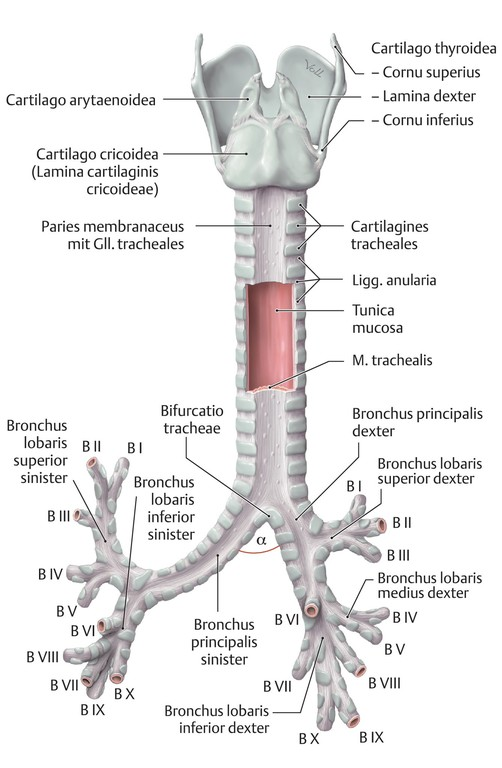 Cartilago thyroidea
– Cornu superius
– Lamina dexter
– Cornu inferius
Cartilago arytaenoidea
Cartilago cricoidea
(Lamina cartilaginis
cricoideae)
Paries membranaceus
mit Gll. tracheales
Cartilagines
tracheales
Ligg. anularia
Tunica
mucosa
M. trachealis
Bifurcatio
tracheae
Bronchus principalis
dexter
Bronchus
lobaris
superior
sinister
B II
B I
Bronchus
lobaris
inferior
sinister
Bronchus lobaris
superior dexter
B I
B II
B III
B III
α
B IV
B V
B VI
B VIII
B VII
B IX
B X
Bronchus
principalis
sinister
Bronchus lobaris
medius dexter
B VI
B IV
B V
B VII
B VIII
Bronchus lobaris
inferior dexter
B X
B IX